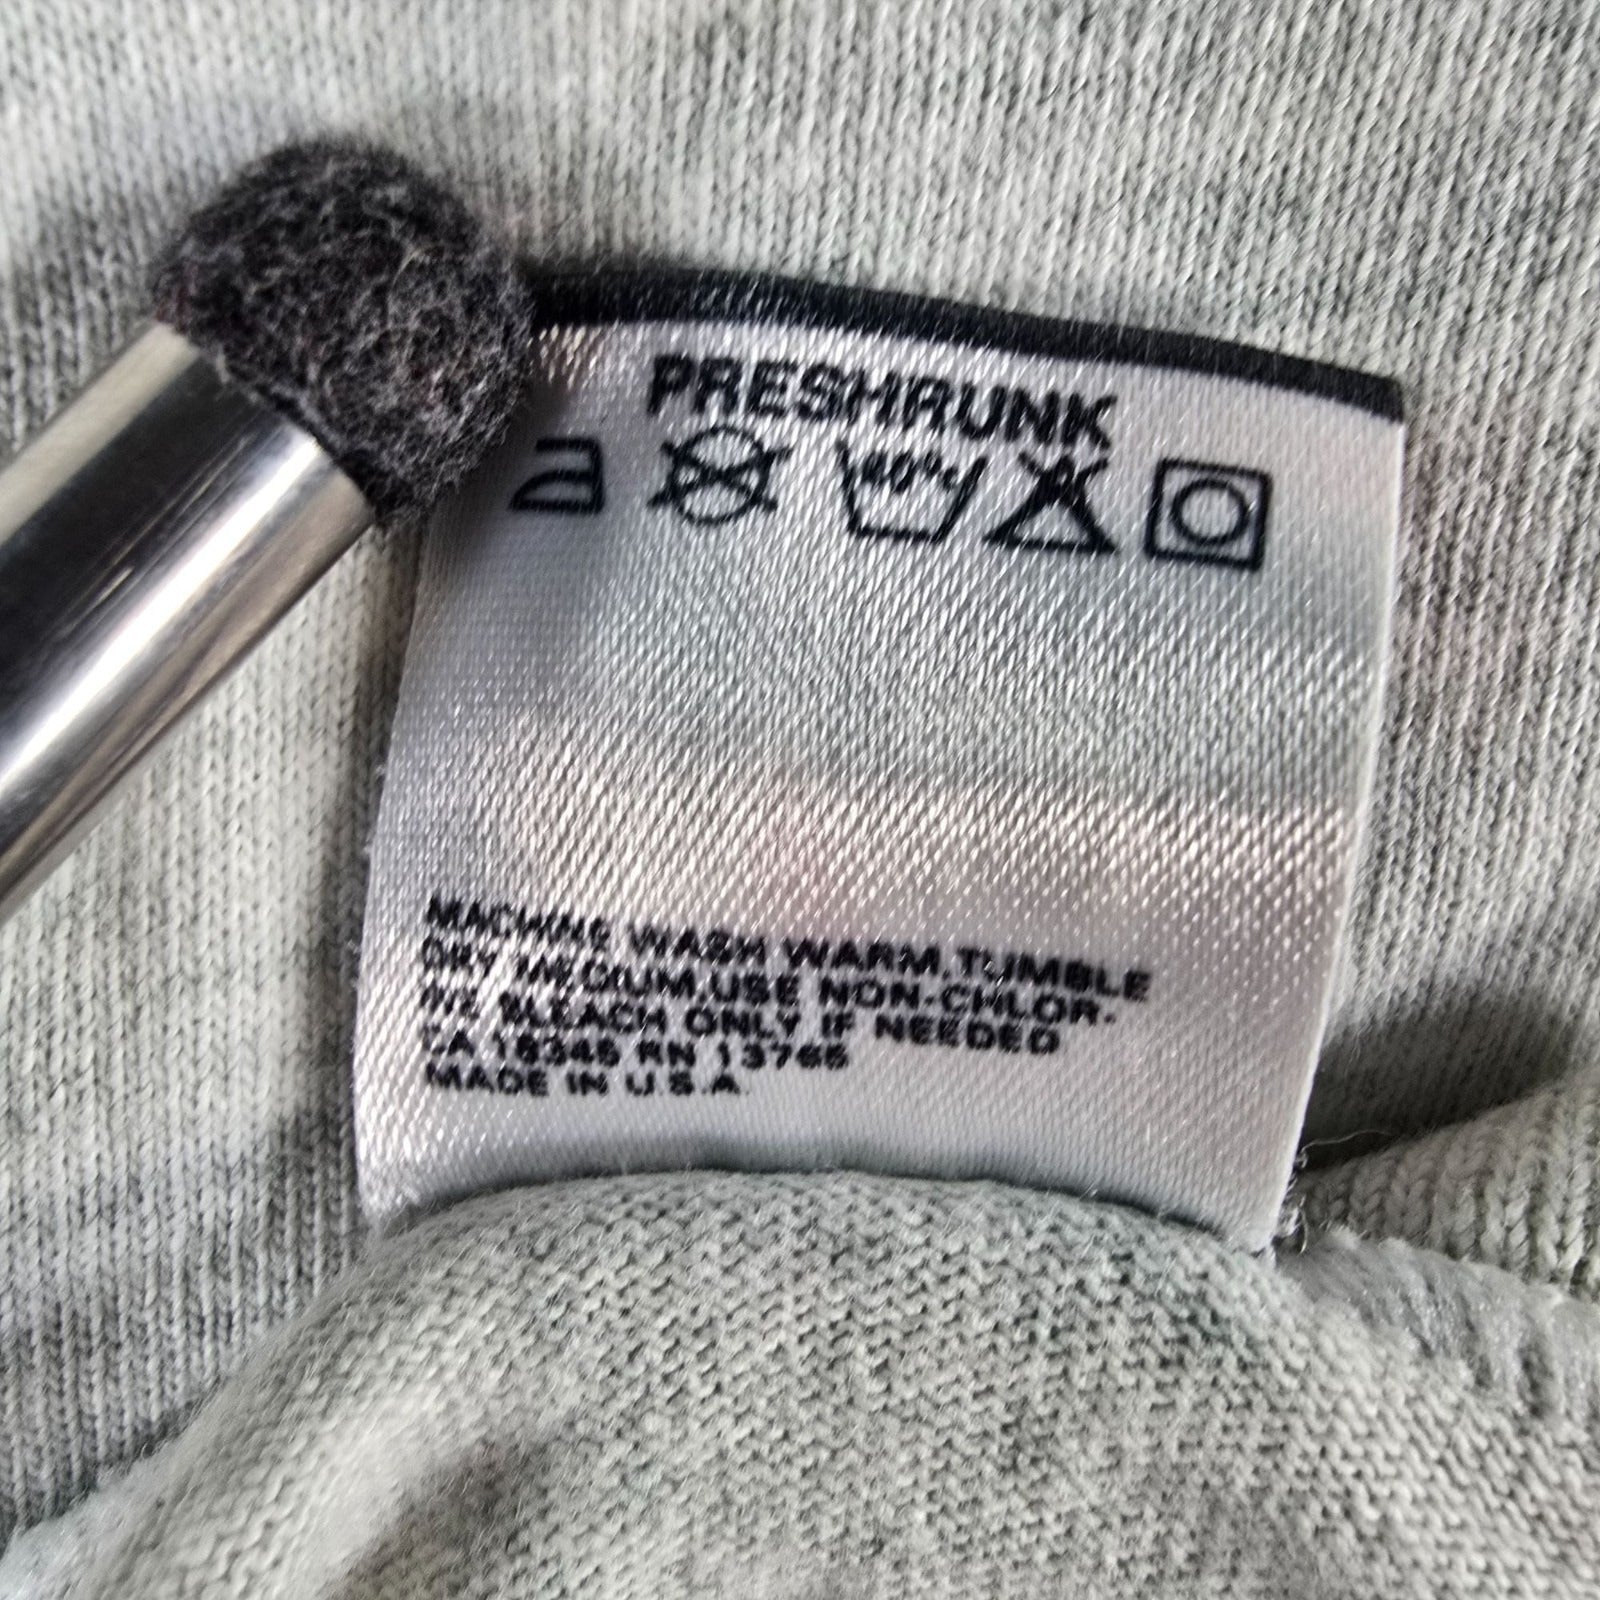 PRESHRUNK
40°C
MACHINE WASH WARM, TUMBLE
DRY MEDIUM, USE NON-CHLOR-
INE BLEACH ONLY IF NEEDED
CA 18345 RN 13765
MADE IN U.S.A.